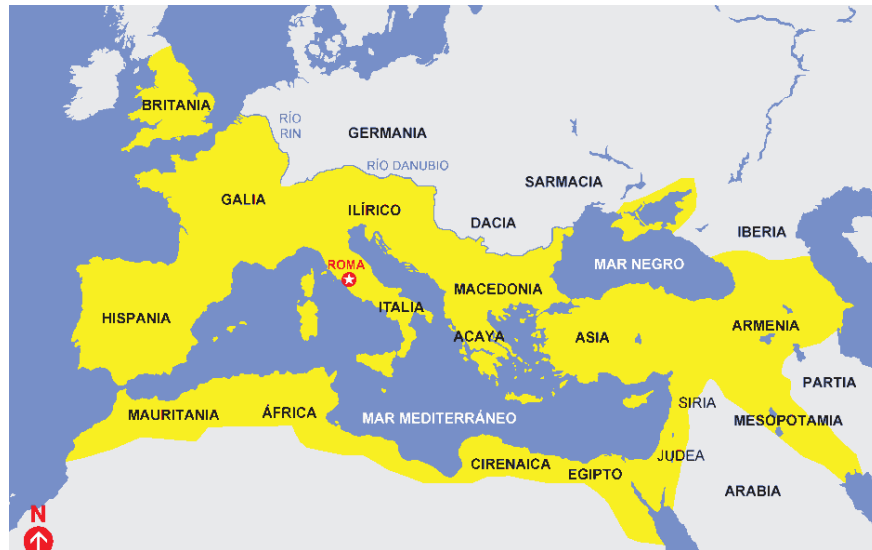 BRITANIA
RÍO
RIN
GERMANIA
RÍO DANUBIO
SARMACIA
GALIA
ILÍRICO
DACIA
IBERIA
MAR NEGRO
ROMA
MACEDONIA
HISPANIA
ITALIA
ARMENIA
ACAYA
ASIA
PARTIA
SIRIA
MAURITANIA
ÁFRICA
MAR MEDITERRÁNEO
MESOPOTAMIA
JUDEA
CIRENAICA
EGIPTO
ARABIA
N